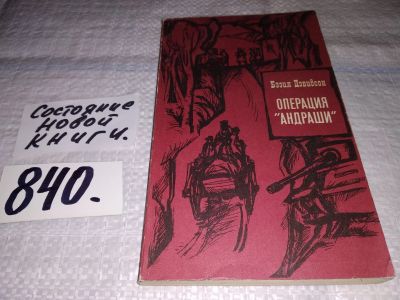 Состояние
новой
книги.
840.
Бэзил Дэвидсон
ОПЕРАЦИЯ
"АНДРАШИ"